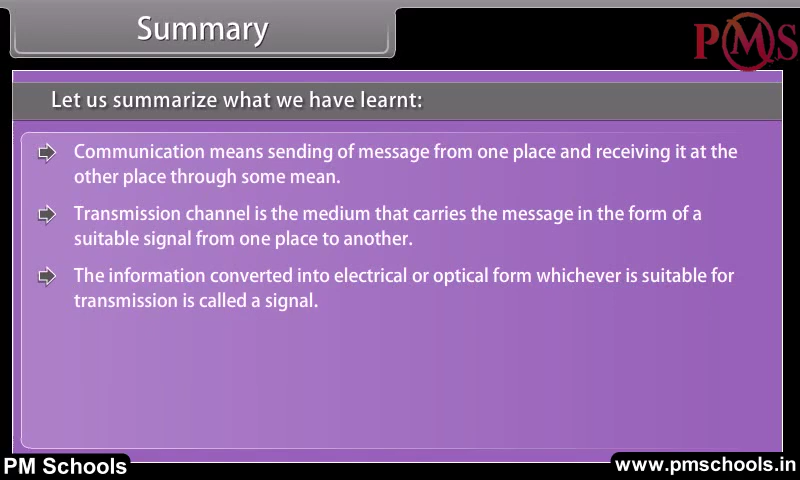 Summary
PMS
Let us summarize what we have learnt:
Communication means sending of message from one place and receiving it at the
other place through some mean.
Transmission channel is the medium that carries the message in the form of a
suitable signal from one place to another.
The information converted into electrical or optical form whichever is suitable for
transmission is called a signal.
PM Schools
www.pmschools.in